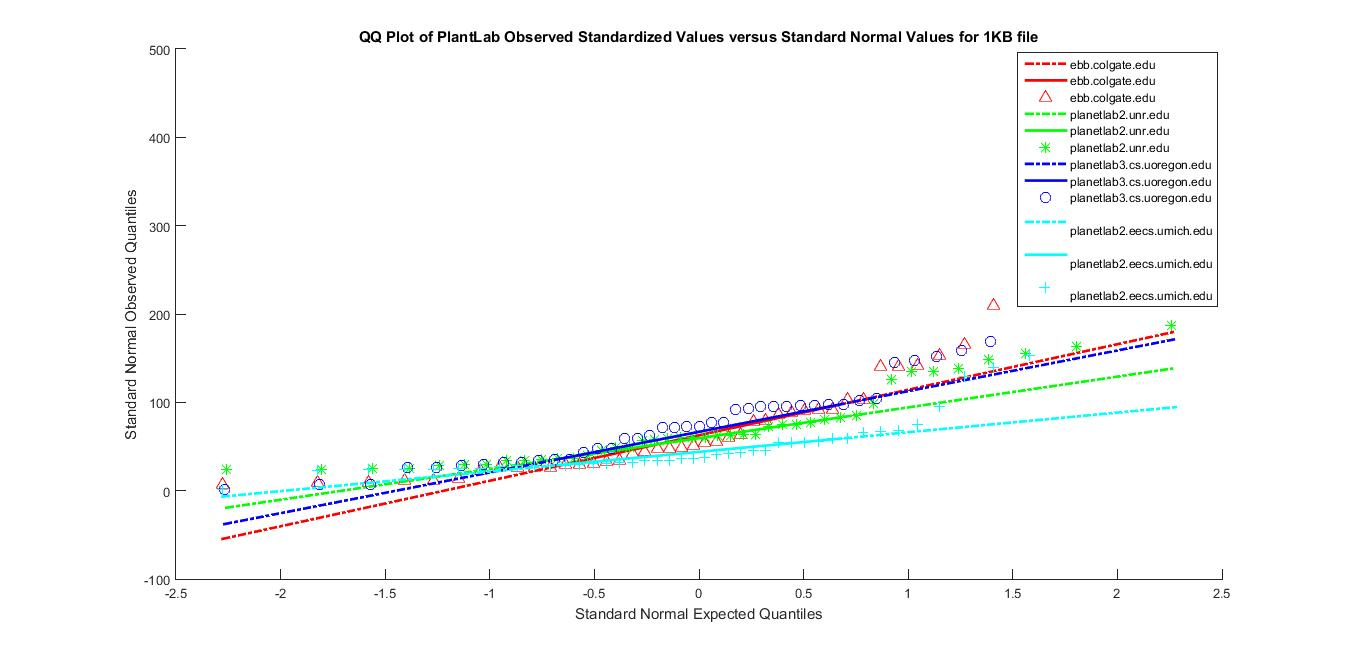 QQ Plot of PlantLab Observed Standardized Values versus Standard Normal Values for 1KB file
500
400
300
200
100
0
-100
Standard Normal Observed Quantiles
ebb.colgate.edu
ebb.colgate.edu
ebb.colgate.edu
planetlab2.unr.edu
planetlab2.unr.edu
planetlab2.unr.edu
planetlab3.cs.uoregon.edu
planetlab3.cs.uoregon.edu
planetlab3.cs.uoregon.edu
planetlab2.eecs.umich.edu
planetlab2.eecs.umich.edu
planetlab2.eecs.umich.edu
-2.5 -2 -1.5 -1 -0.5 0 0.5 1 1.5 2 2.5
Standard Normal Expected Quantiles